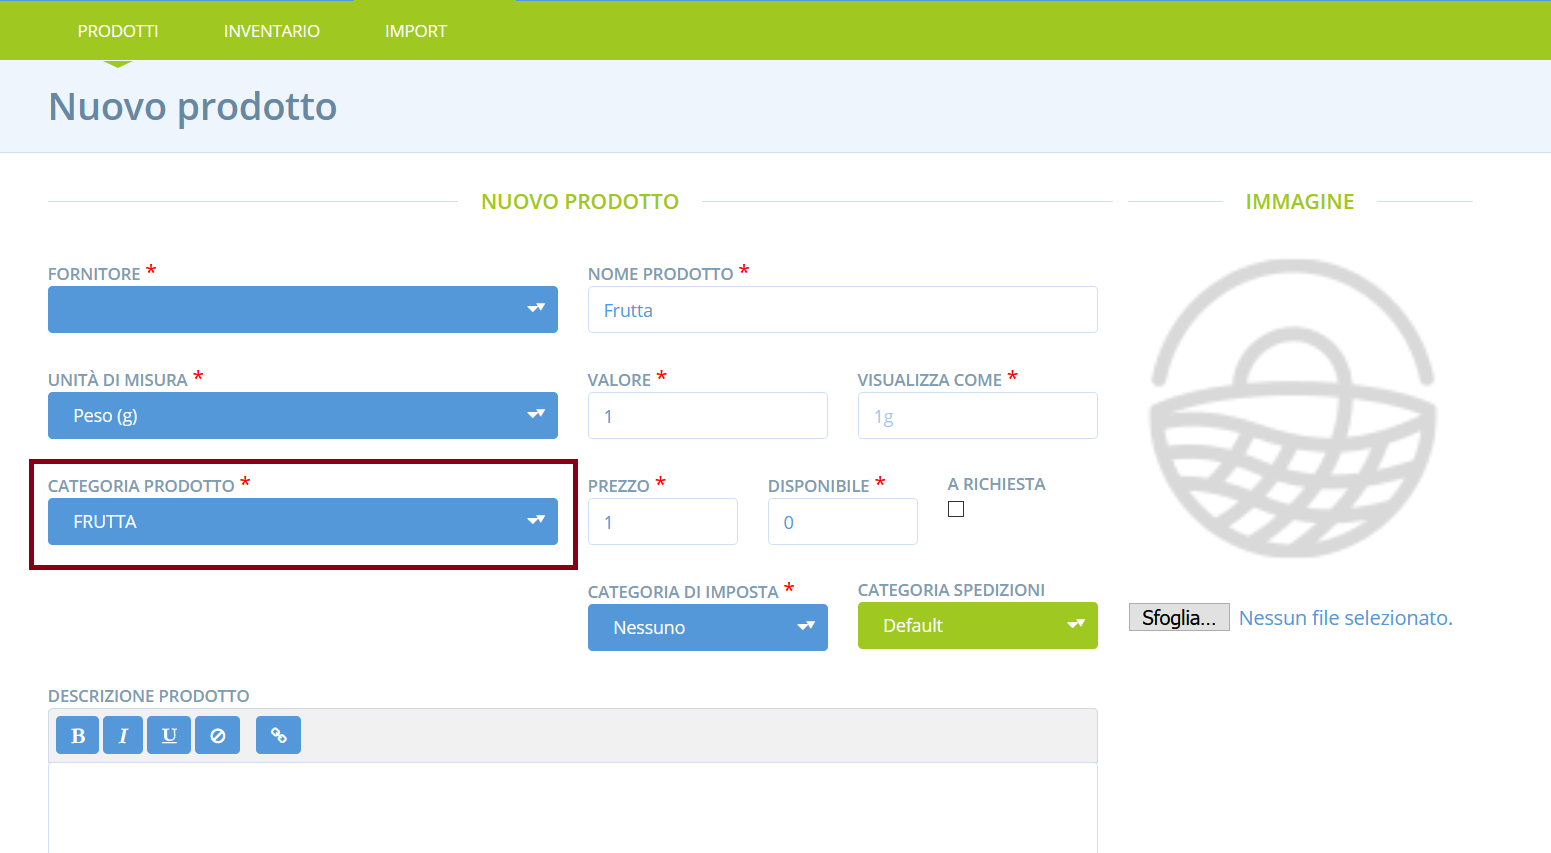 PRODOTTI INVENTARIO IMPORT
Nuovo prodotto
NUOVO PRODOTTO IMMAGINE
FORNITORE * NOME PRODOTTO *
Frutta
UNITÀ DI MISURA * VALORE * VISUALIZZA COME *
Peso (g) 1 1g
CATEGORIA PRODOTTO * PREZZO * DISPONIBILE * A RICHIESTA
FRUTTA 1 0
CATEGORIA DI IMPOSTA * CATEGORIA SPEDIZIONI
Nessuno Default
Sfoglia... Nessun file selezionato.
DESCRIZIONE PRODOTTO
B I U